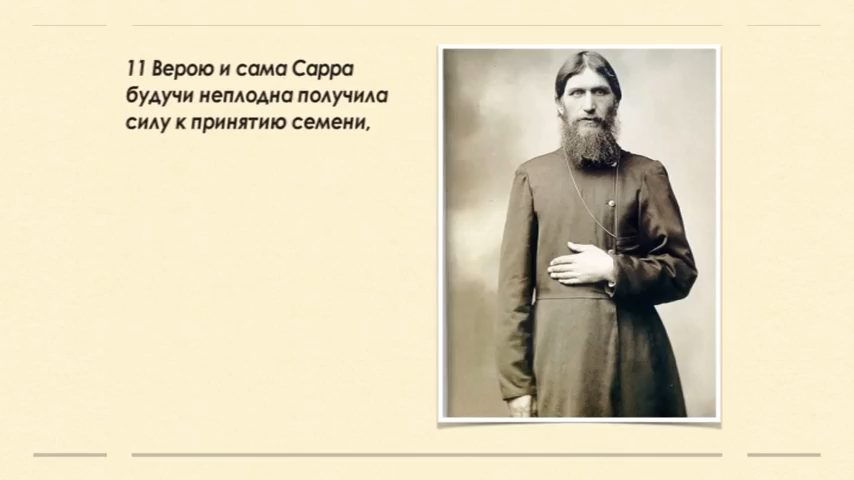 11 Верою и сама Сарра
будучи неплодна получила
силу к принятию семени,